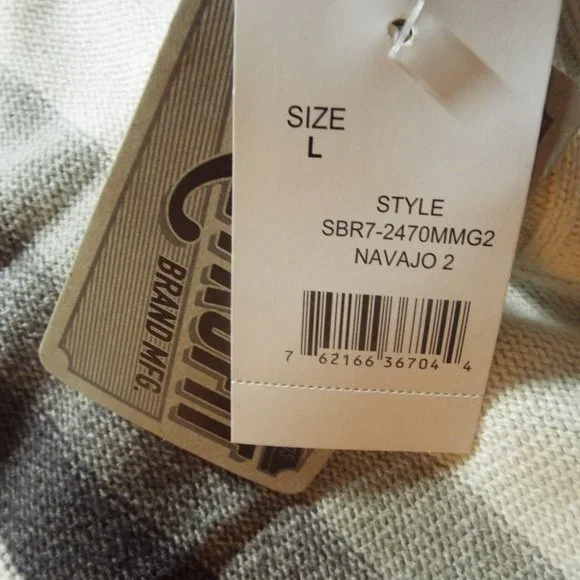 SIZE
L
STYLE
SBR7-2470MMG2
NAVAJO 2
7 62166 36704 4
BRAND MFG.